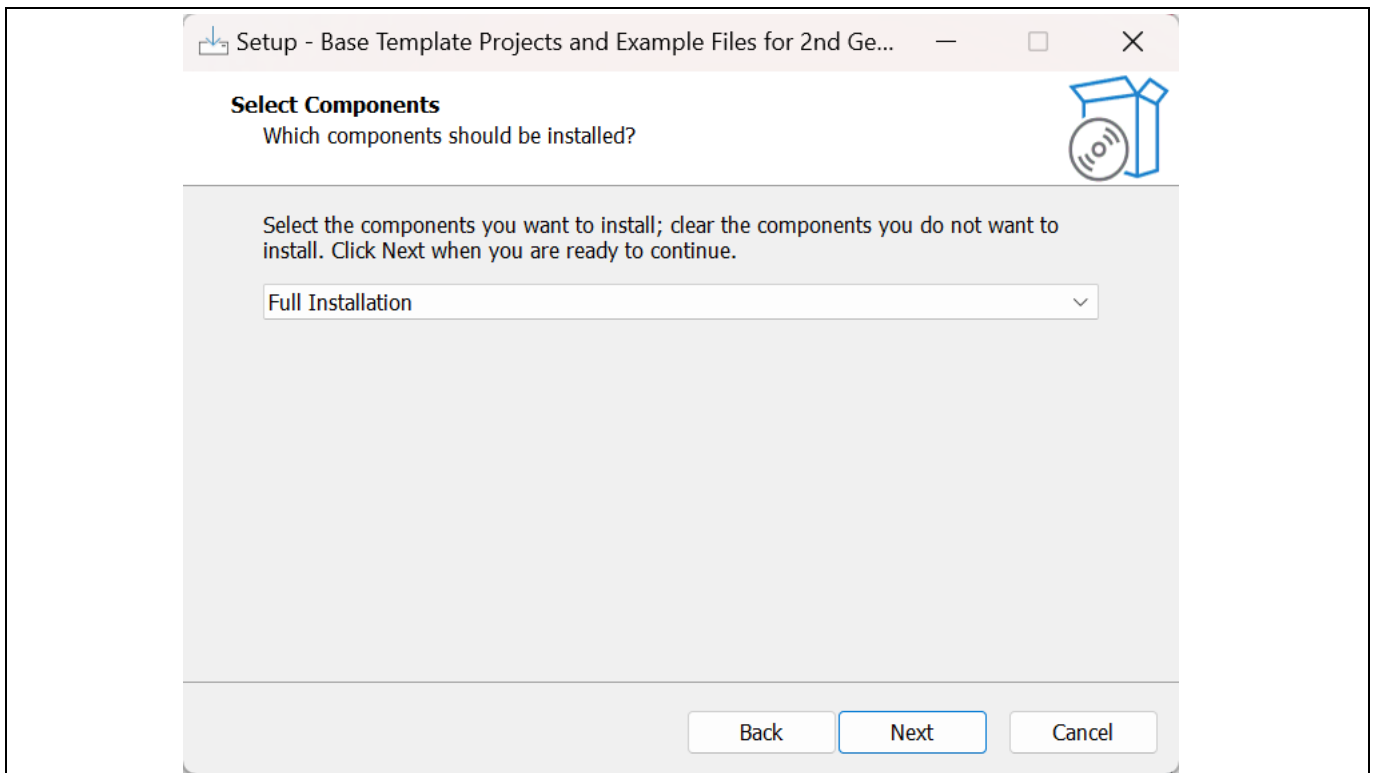 Setup - Base Template Projects and Example Files for 2nd Ge...
Select Components
Which components should be installed?
Select the components you want to install; clear the components you do not want to
install. Click Next when you are ready to continue.
Full Installation
Back
Next
Cancel